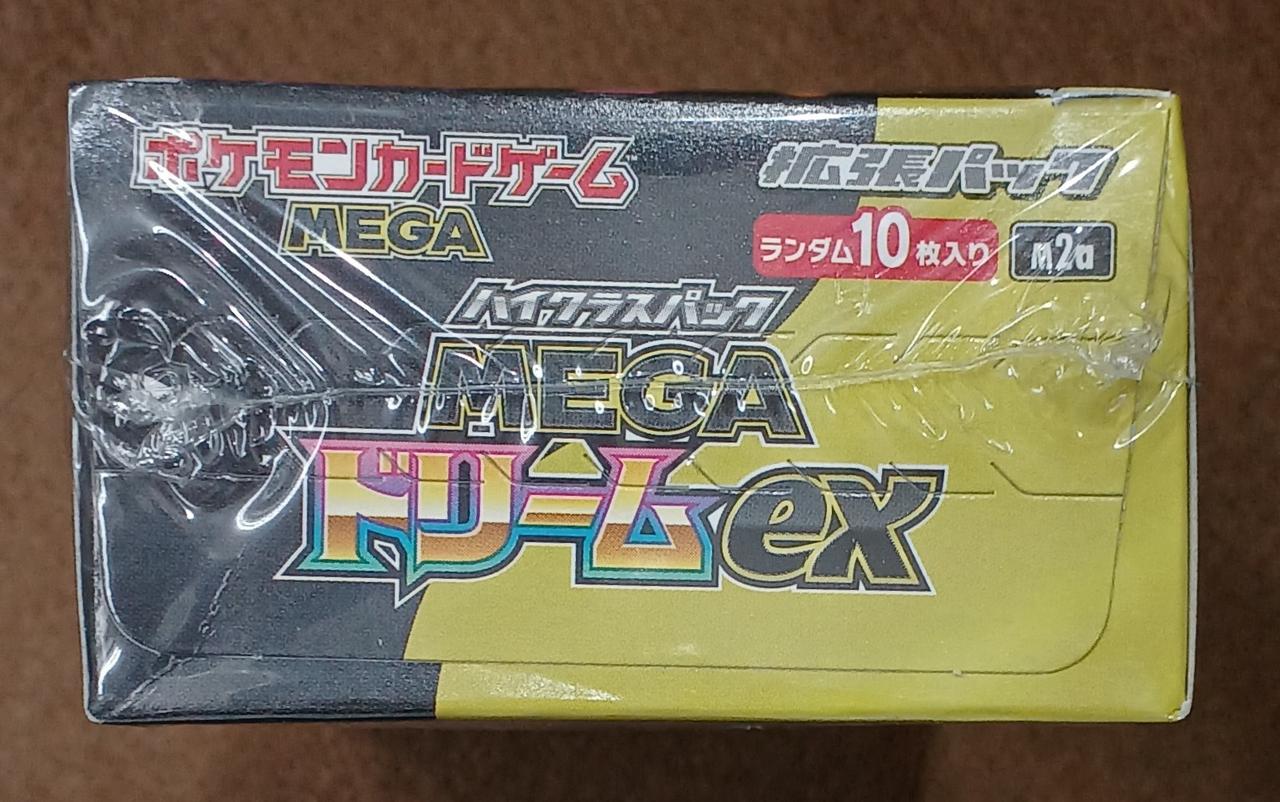 ポケモンカードゲーム
MEGA
拡張パック
ランダム10枚入り
M2a
ハイクラスパック
MEGA
ドリームex